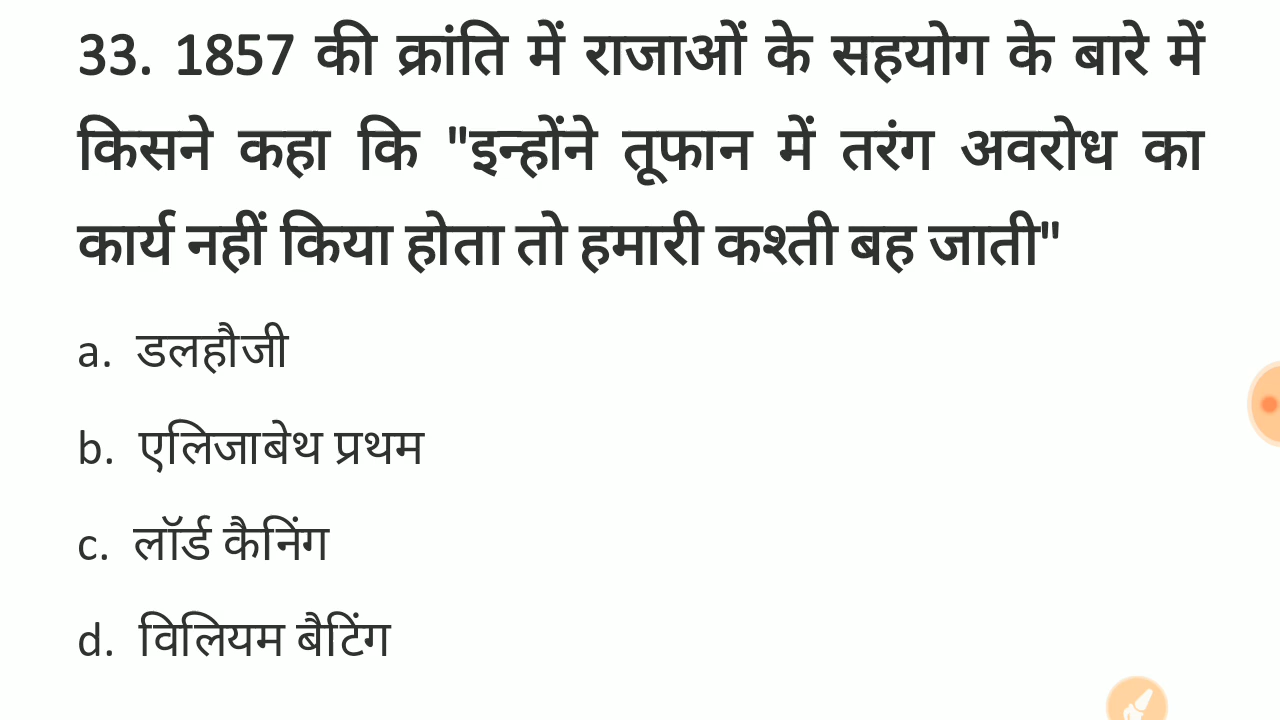 33. 1857 की क्रांति में राजाओं के सहयोग के बारे में
किसने कहा कि "इन्होंने तूफान में तरंग अवरोध का
कार्य नहीं किया होता तो हमारी कश्ती बह जाती"
a. डलहौजी
b. एलिजाबेथ प्रथम
c. लॉर्ड कैनिंग
d. विलियम बैटिंग